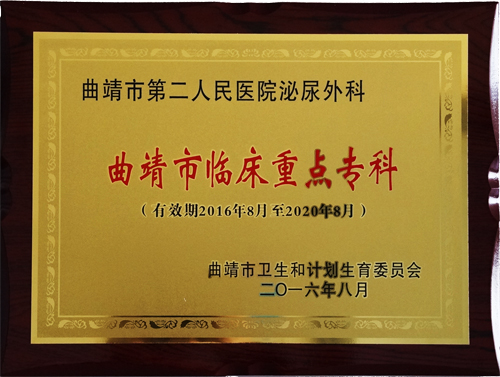 曲靖市第二人民医院泌尿外科
曲靖市临床重点专科
（有效期2016年8月至2020年8月）
曲靖市卫生和计划生育委员会
二〇一六年八月